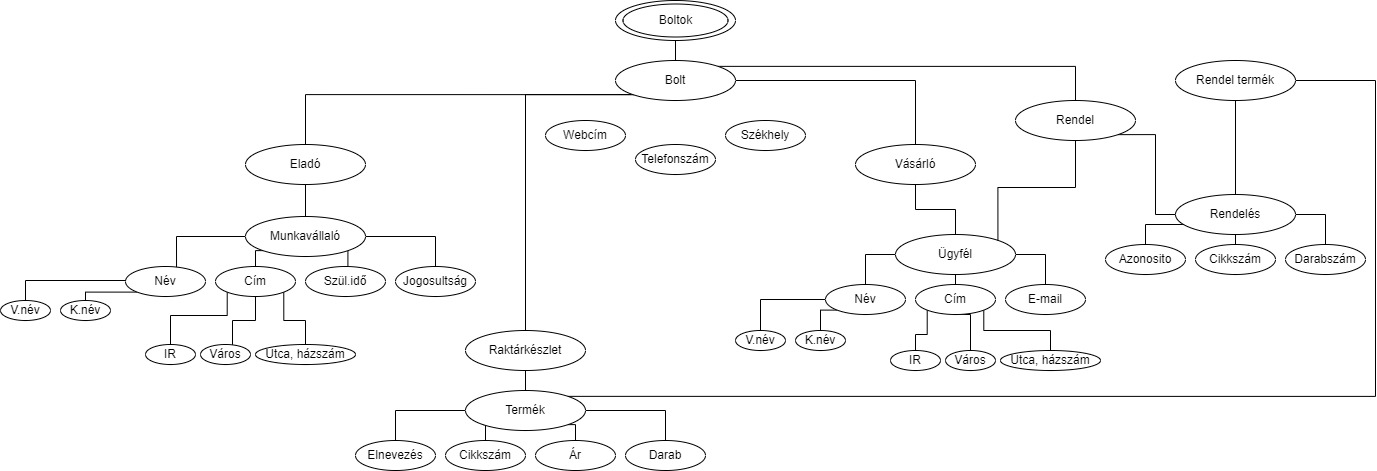 Boltok
Bolt
Rendel termék
Rendel
Webcím
Székhely
Telefonszám
Eladó
Vásárló
Rendelés
Munkavállaló
Ügyfél
Azonosito
Cikkszám
Darabszám
Név
Cím
Szül.idő
Jogosultság
Név
Cím
E-mail
V.név
K.név
V.név
K.név
IR
Város
Utca, házszám
Raktárkészlet
IR
Város
Utca, házszám
Termék
Elnevezés
Cikkszám
Ár
Darab